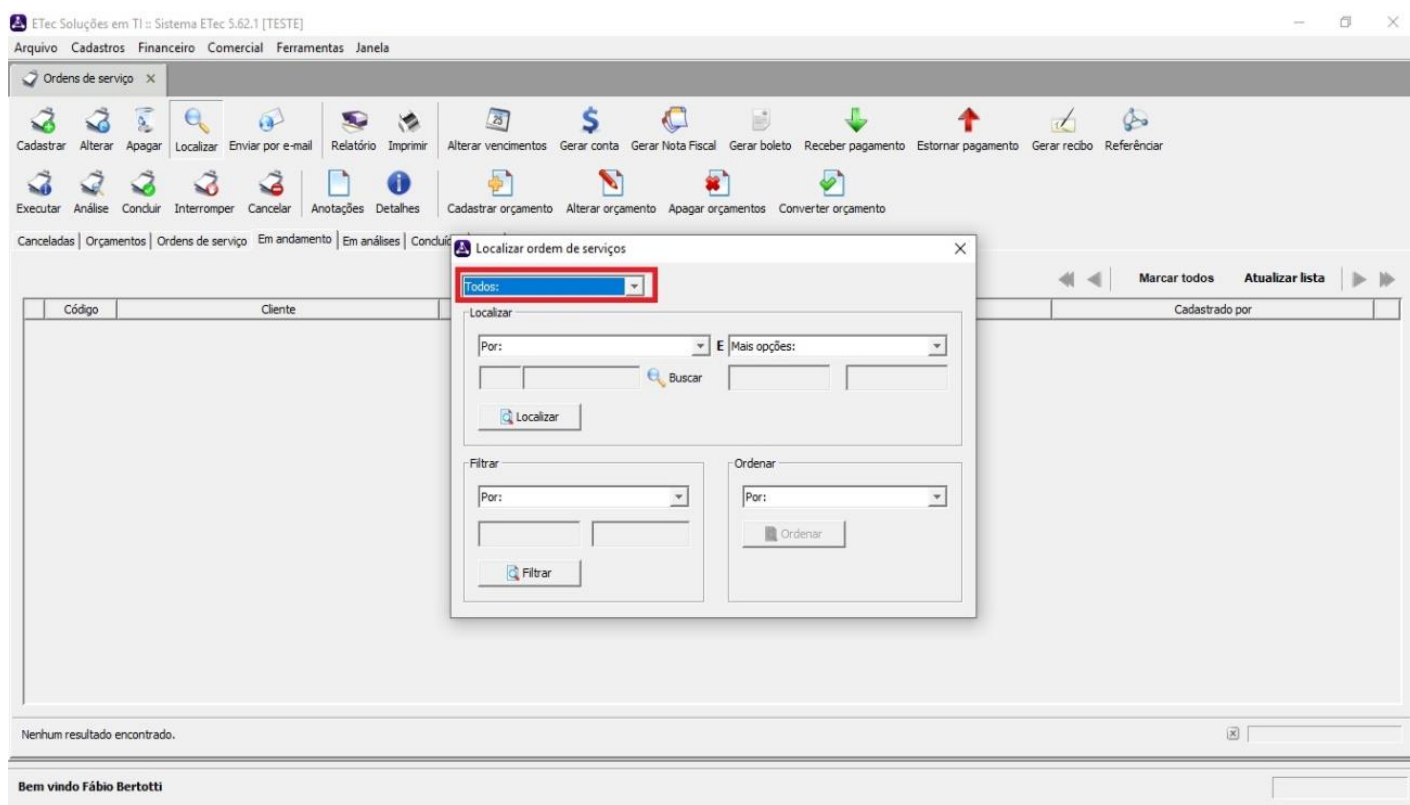 ETec Soluções em TI :: Sistema ETec 5.62.1 [TESTE]
Arquivo Cadastros Financeiro Comercial Ferramentas Janela
Ordens de serviço
Cadastrar Alterar Apagar Localizar Enviar por e-mail Relatório Imprimir Alterar vencimentos Gerar conta Gerar Nota Fiscal Gerar boleto Receber pagamento Estornar pagamento Gerar recibo Referênciar
Executar Análise Concluir Interromper Cancelar Anotações Detalhes Cadastrar orçamento Alterar orçamento Apagar orçamentos Converter orçamento
Canceladas Orçamentos Ordens de serviço Em andamento Em análises
Localizar ordem de serviços
Marcar todos Atualizar lista
Todos:
Código Cliente Cadastrado por
Localizar
Por: E Mais opções:
Buscar
Localizar
Filtrar Ordenar
Por: Por:
Ordenar
Filtrar
Nenhum resultado encontrado.
Bem vindo Fábio Bertotti